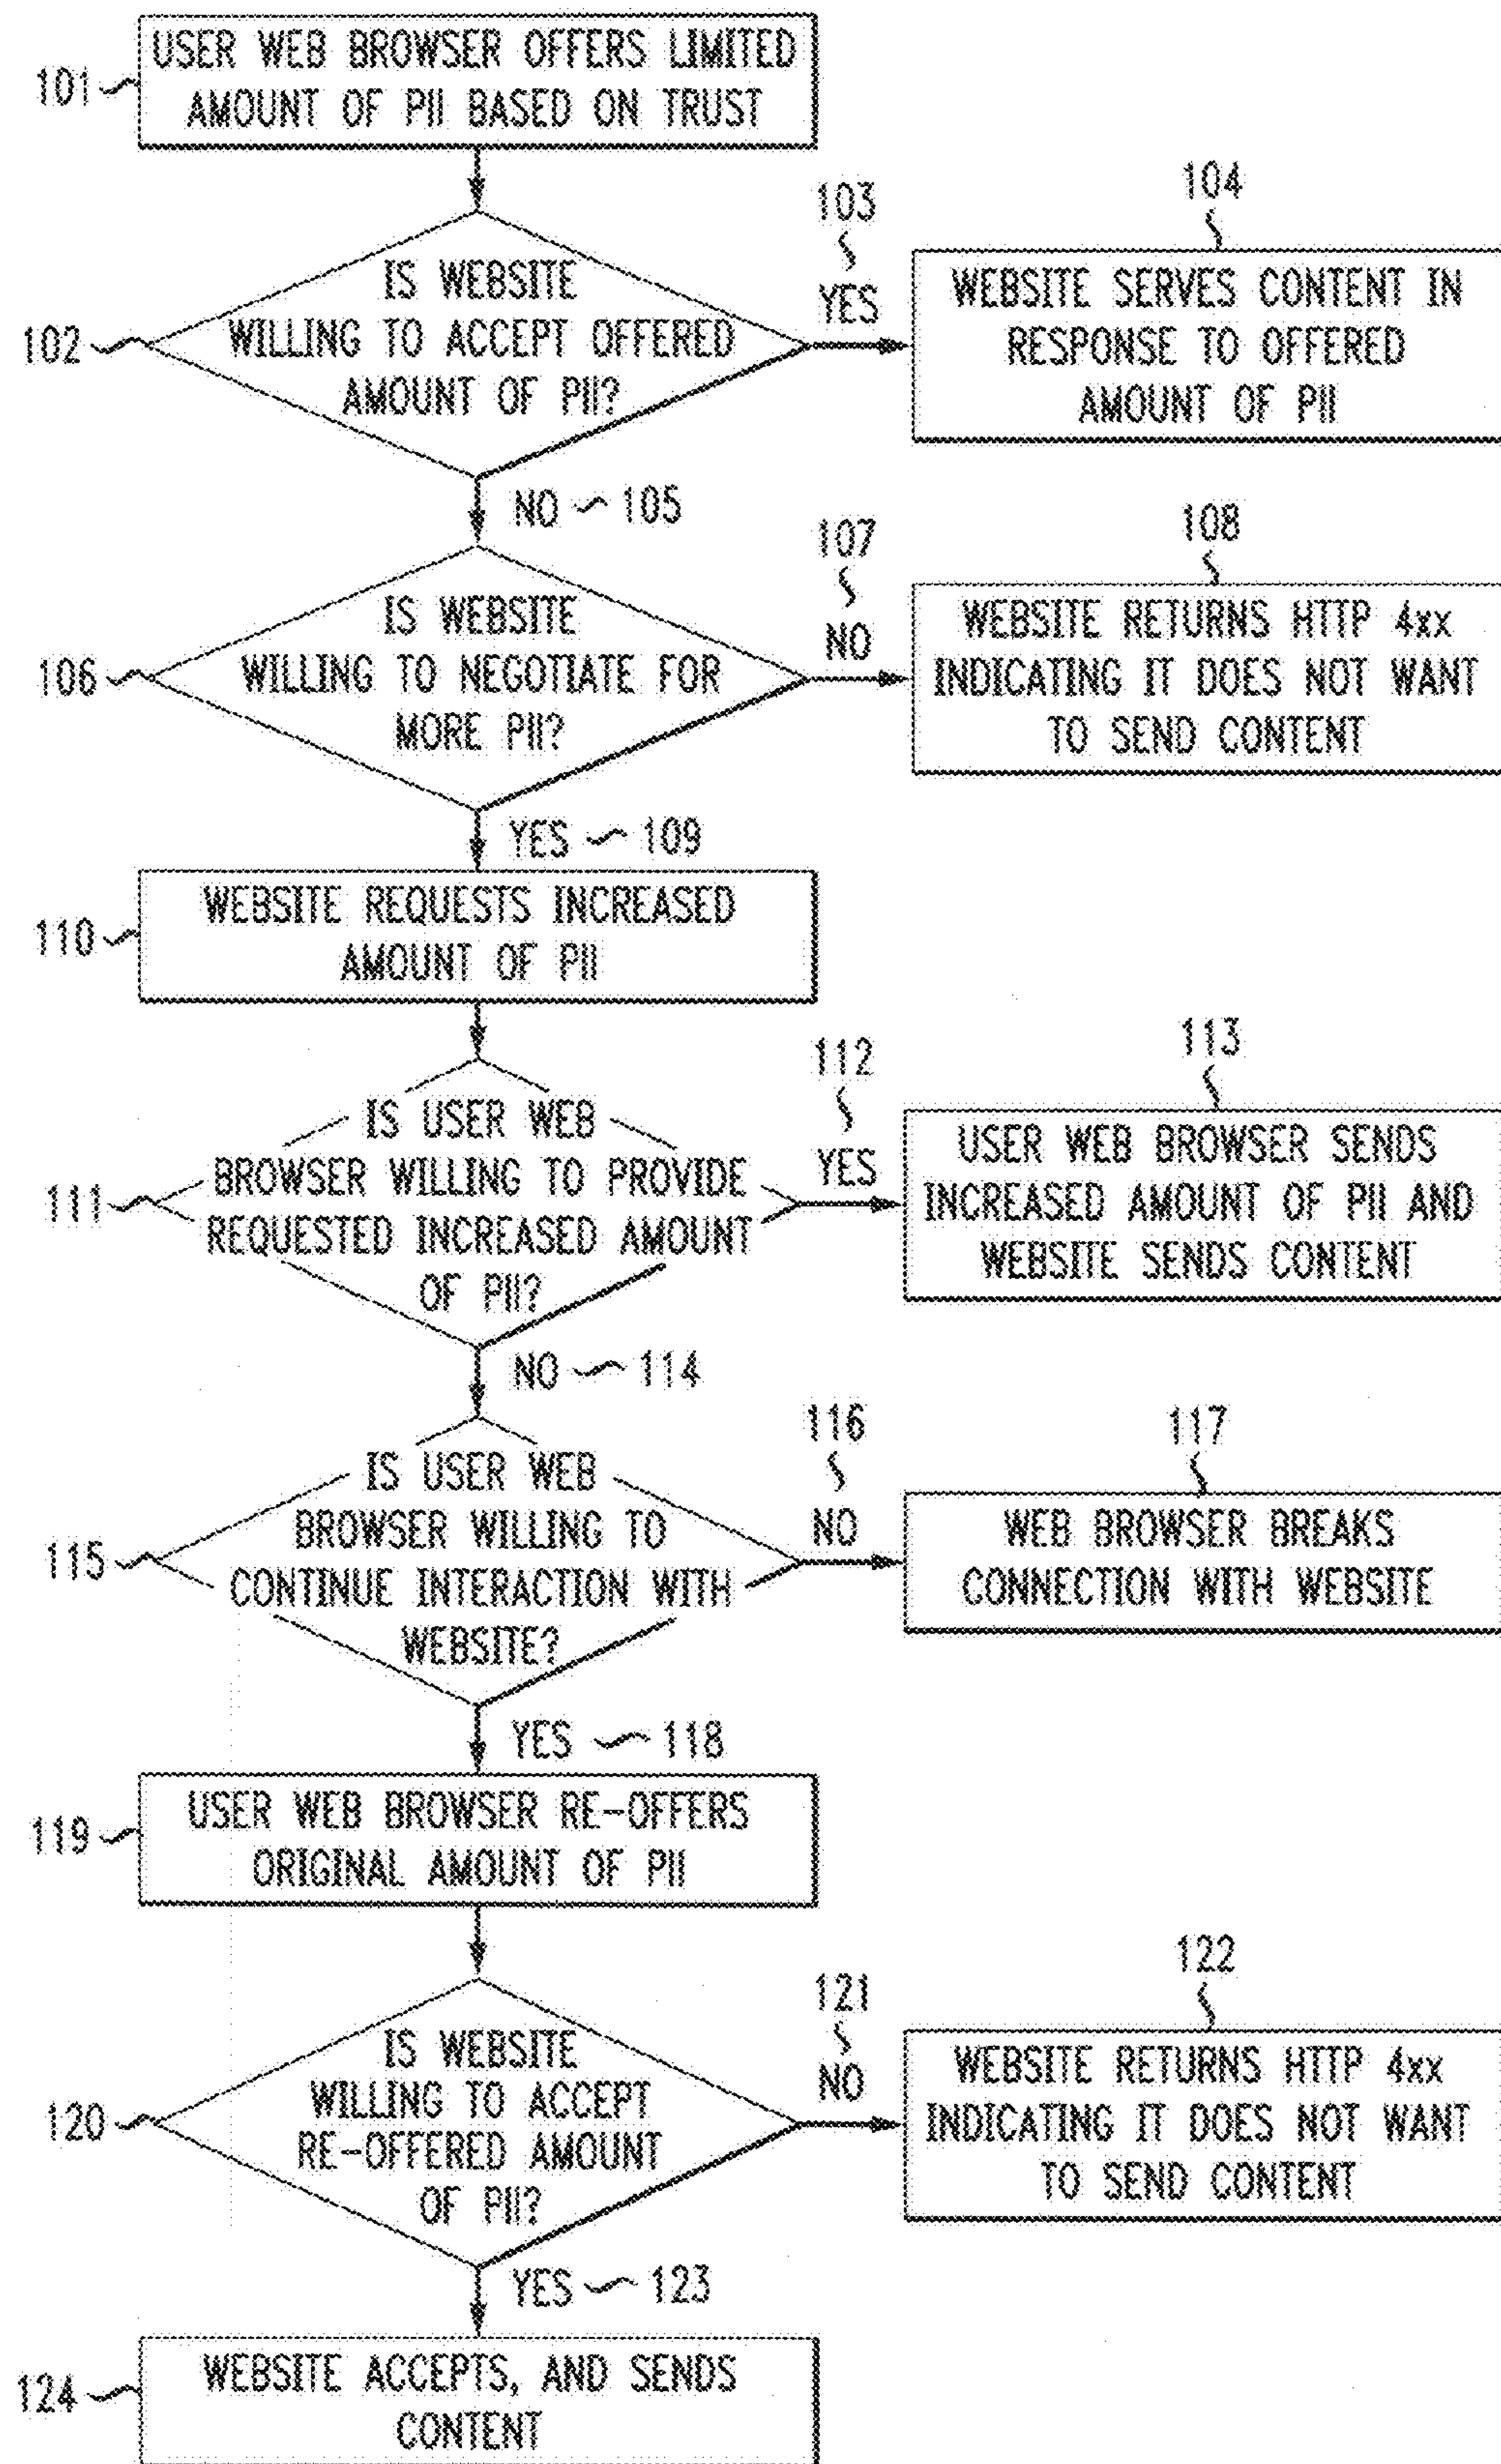 101
USER WEB BROWSER OFFERS LIMITED
AMOUNT OF PII BASED ON TRUST
102
IS WEBSITE
WILLING TO ACCEPT OFFERED
AMOUNT OF PII?
103
YES
104
WEBSITE SERVES CONTENT IN
RESPONSE TO OFFERED
AMOUNT OF PII
NO 105
106
IS WEBSITE
WILLING TO NEGOTIATE FOR
MORE PII?
107
NO
108
WEBSITE RETURNS HTTP 4xx
INDICATING IT DOES NOT WANT
TO SEND CONTENT
YES 109
110
WEBSITE REQUESTS INCREASED
AMOUNT OF PII
111
IS USER WEB
BROWSER WILLING TO PROVIDE
REQUESTED INCREASED AMOUNT
OF PII?
112
YES
113
USER WEB BROWSER SENDS
INCREASED AMOUNT OF PII AND
WEBSITE SENDS CONTENT
NO 114
115
IS USER WEB
BROWSER WILLING TO
CONTINUE INTERACTION WITH
WEBSITE?
116
NO
117
WEB BROWSER BREAKS
CONNECTION WITH WEBSITE
YES 118
119
USER WEB BROWSER RE-OFFERS
ORIGINAL AMOUNT OF PII
120
IS WEBSITE
WILLING TO ACCEPT
RE-OFFERED AMOUNT
OF PII?
121
NO
122
WEBSITE RETURNS HTTP 4xx
INDICATING IT DOES NOT WANT
TO SEND CONTENT
YES 123
124
WEBSITE ACCEPTS, AND SENDS
CONTENT